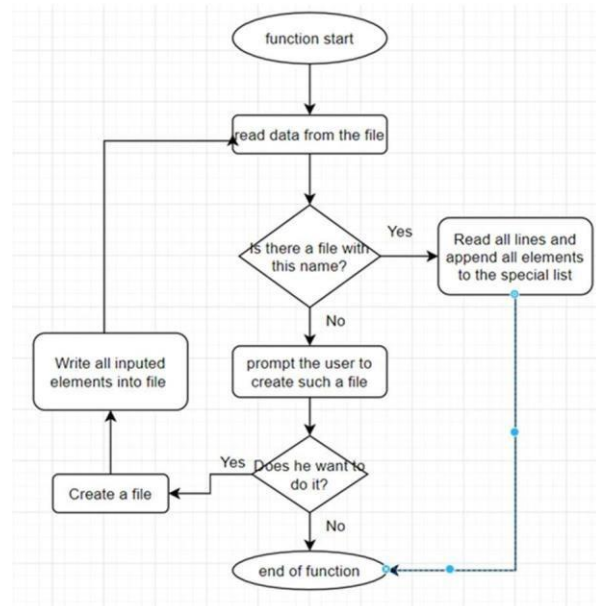 function start
read data from the file
Is there a file with
this name?
Yes
Read all lines and
append all elements
to the special list
No
Write all inputed
elements into file
prompt the user to
create such a file
Yes
Does he want to
do it?
Create a file
No
end of function